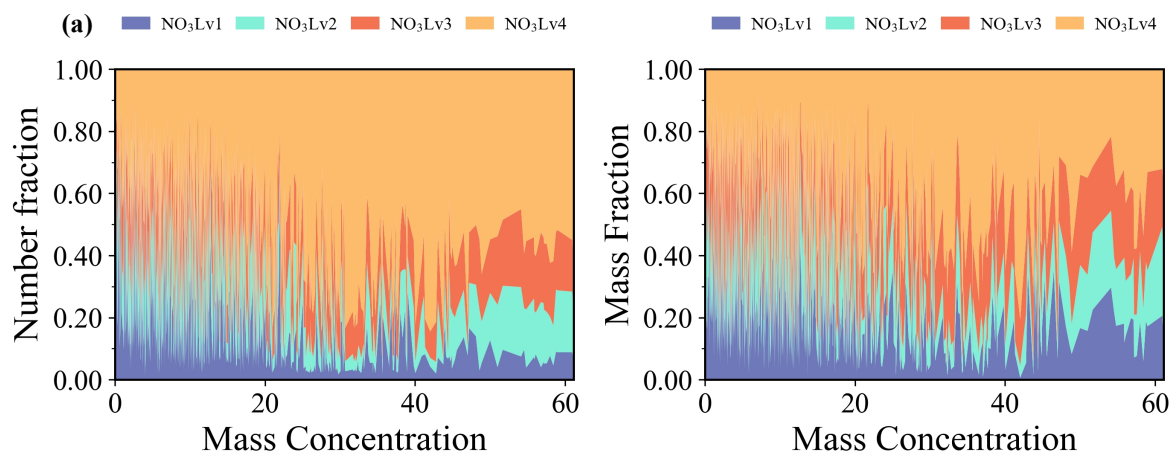 (a) NO₃Lv1 NO₃Lv2 NO₃Lv3 NO₃Lv4
1.00
0.80
0.60
0.40
0.20
0.00
Number fraction
0 20 40 60
Mass Concentration
NO₃Lv1 NO₃Lv2 NO₃Lv3 NO₃Lv4
1.00
0.80
0.60
0.40
0.20
0.00
Mass Fraction
0 20 40 60
Mass Concentration